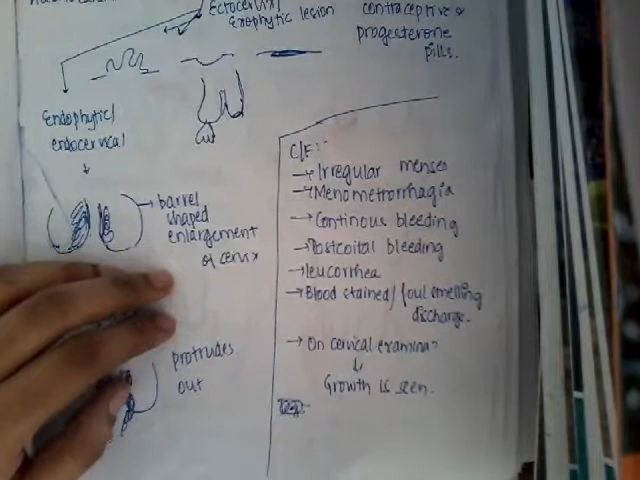 Ectocervix/
Exophytic lesion
contraceptive or
progesterone
pills.
Endophytic/
endocervical
barrel
shaped
enlargement
of cervix
protrudes
out
C/F:-
→ Irregular menses
→ Menometrorrhagia
→ Continous bleeding
→ Postcoital bleeding
→ leucorrhea
→ Blood stained/foul smelling
discharge.
→ On cervical examina?
↓
Growth is seen.